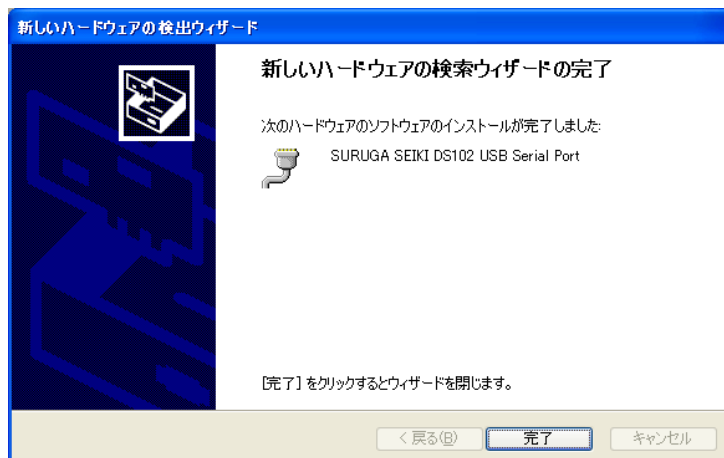 新しいハードウェアの検出ウィザード
新しいハードウェアの検索ウィザードの完了
次のハードウェアのソフトウェアのインストールが完了しました:
SURUGA SEIKI DS102 USB Serial Port
[完了] をクリックするとウィザードを閉じます。
< 戻る(B)
完了
キャンセル